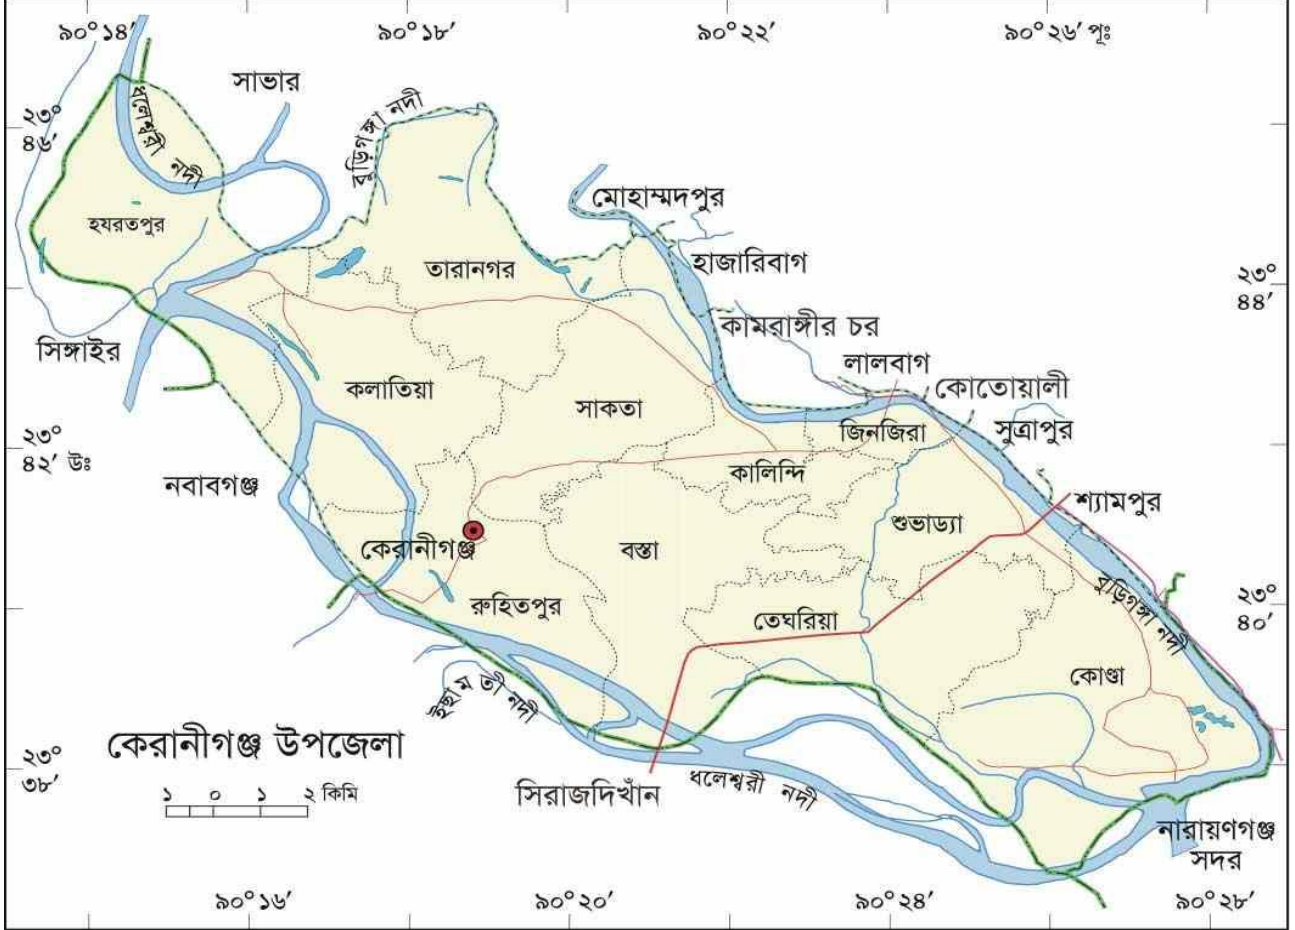 ৯০°১৪′
৯০°১৮′
৯০°২২′
৯০°২৬′ পূঃ
সাভার
২৩°
৪৬′
ধলেশ্বরী নদী
বুড়িগঙ্গা নদী
মোহাম্মদপুর
হযরতপুর
তারানগর
হাজারিবাগ
২৩°
৪৪′
কামরাঙ্গীর চর
সিঙ্গাইর
লালবাগ
কলাতিয়া
কোতোয়ালী
সাকতা
জিনজিরা
সুত্রাপুর
২৩°
৪২′ উঃ
কালিন্দি
নবাবগঞ্জ
শ্যামপুর
শুভাড্যা
কেরানীগঞ্জ
বস্তা
রুহিতপুর
তেঘরিয়া
বুড়িগঙ্গা নদী
২৩°
৪০′
কোণ্ডা
ইছামতী নদী
কেরানীগঞ্জ উপজেলা
২৩°
৩৮′
১ ০ ১ ২ কিমি
সিরাজদিখাঁন
ধলেশ্বরী নদী
নারায়ণগঞ্জ
সদর
৯০°১৬′
৯০°২০′
৯০°২৪′
৯০°২৮′